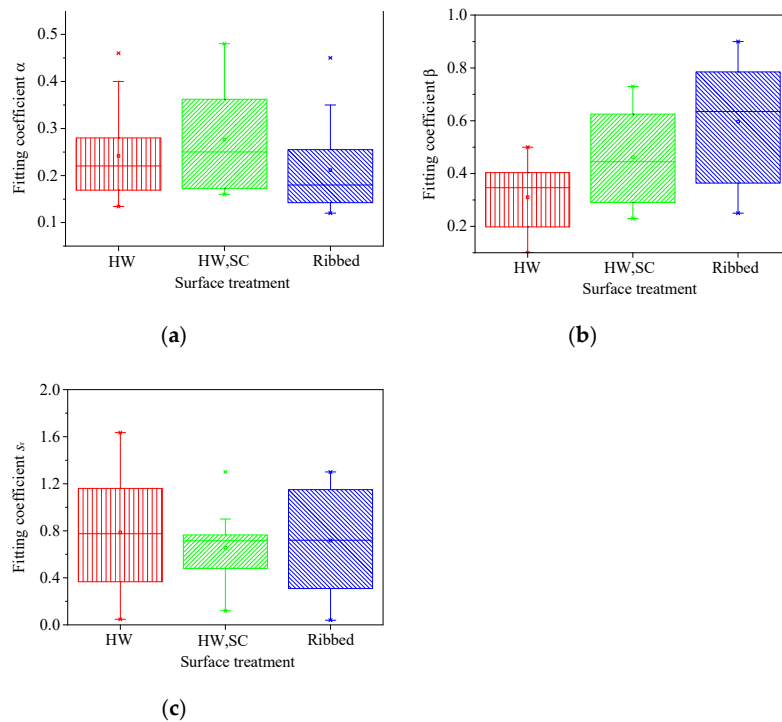 Fitting coefficient α
0.5
0.4
0.3
0.2
0.1
HW
HW,SC
Ribbed
Surface treatment
(a)
Fitting coefficient β
1.0
0.8
0.6
0.4
0.2
HW
HW,SC
Ribbed
Surface treatment
(b)
Fitting coefficient sᵣ
2.0
1.6
1.2
0.8
0.4
0.0
HW
HW,SC
Ribbed
Surface treatment
(c)